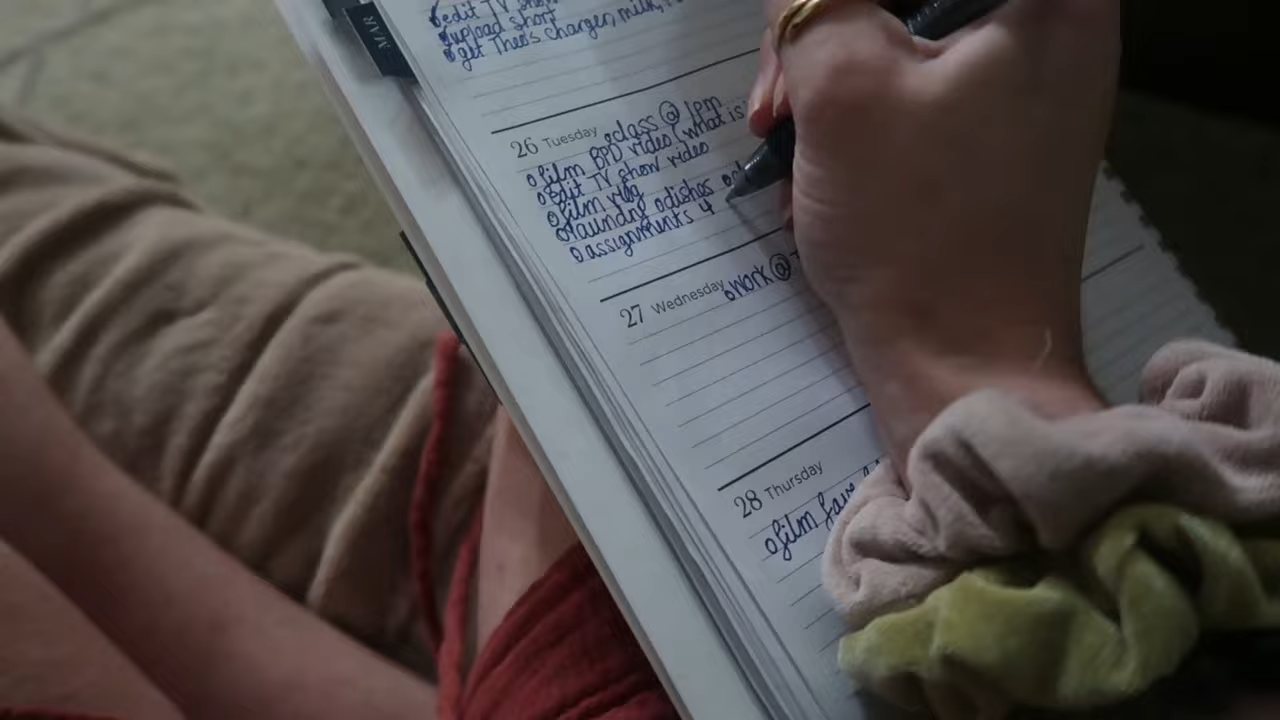 MAR
edit TV show
upload short
get Theo's charger, milk,
26 Tuesday class @ 1pm
film BPD video (what is
edit TV show video
film vlog
laundry dishes
assignments 4
27 Wednesday work @
28 Thursday
film